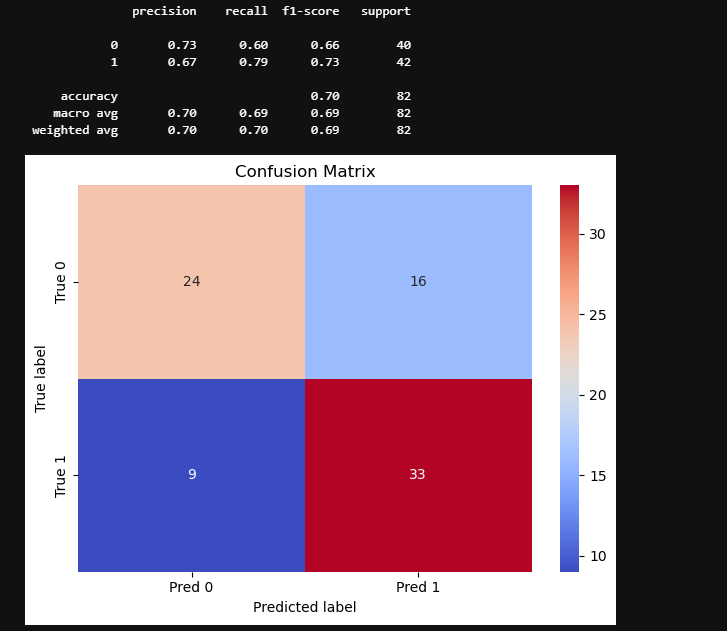 precision recall f1-score support
0 0.73 0.60 0.66 40
1 0.67 0.79 0.73 42
accuracy 0.70 82
macro avg 0.70 0.69 0.69 82
weighted avg 0.70 0.70 0.69 82
Confusion Matrix
True 0
24
16
True label
True 1
9
33
Pred 0
Pred 1
Predicted label
30
25
20
15
10